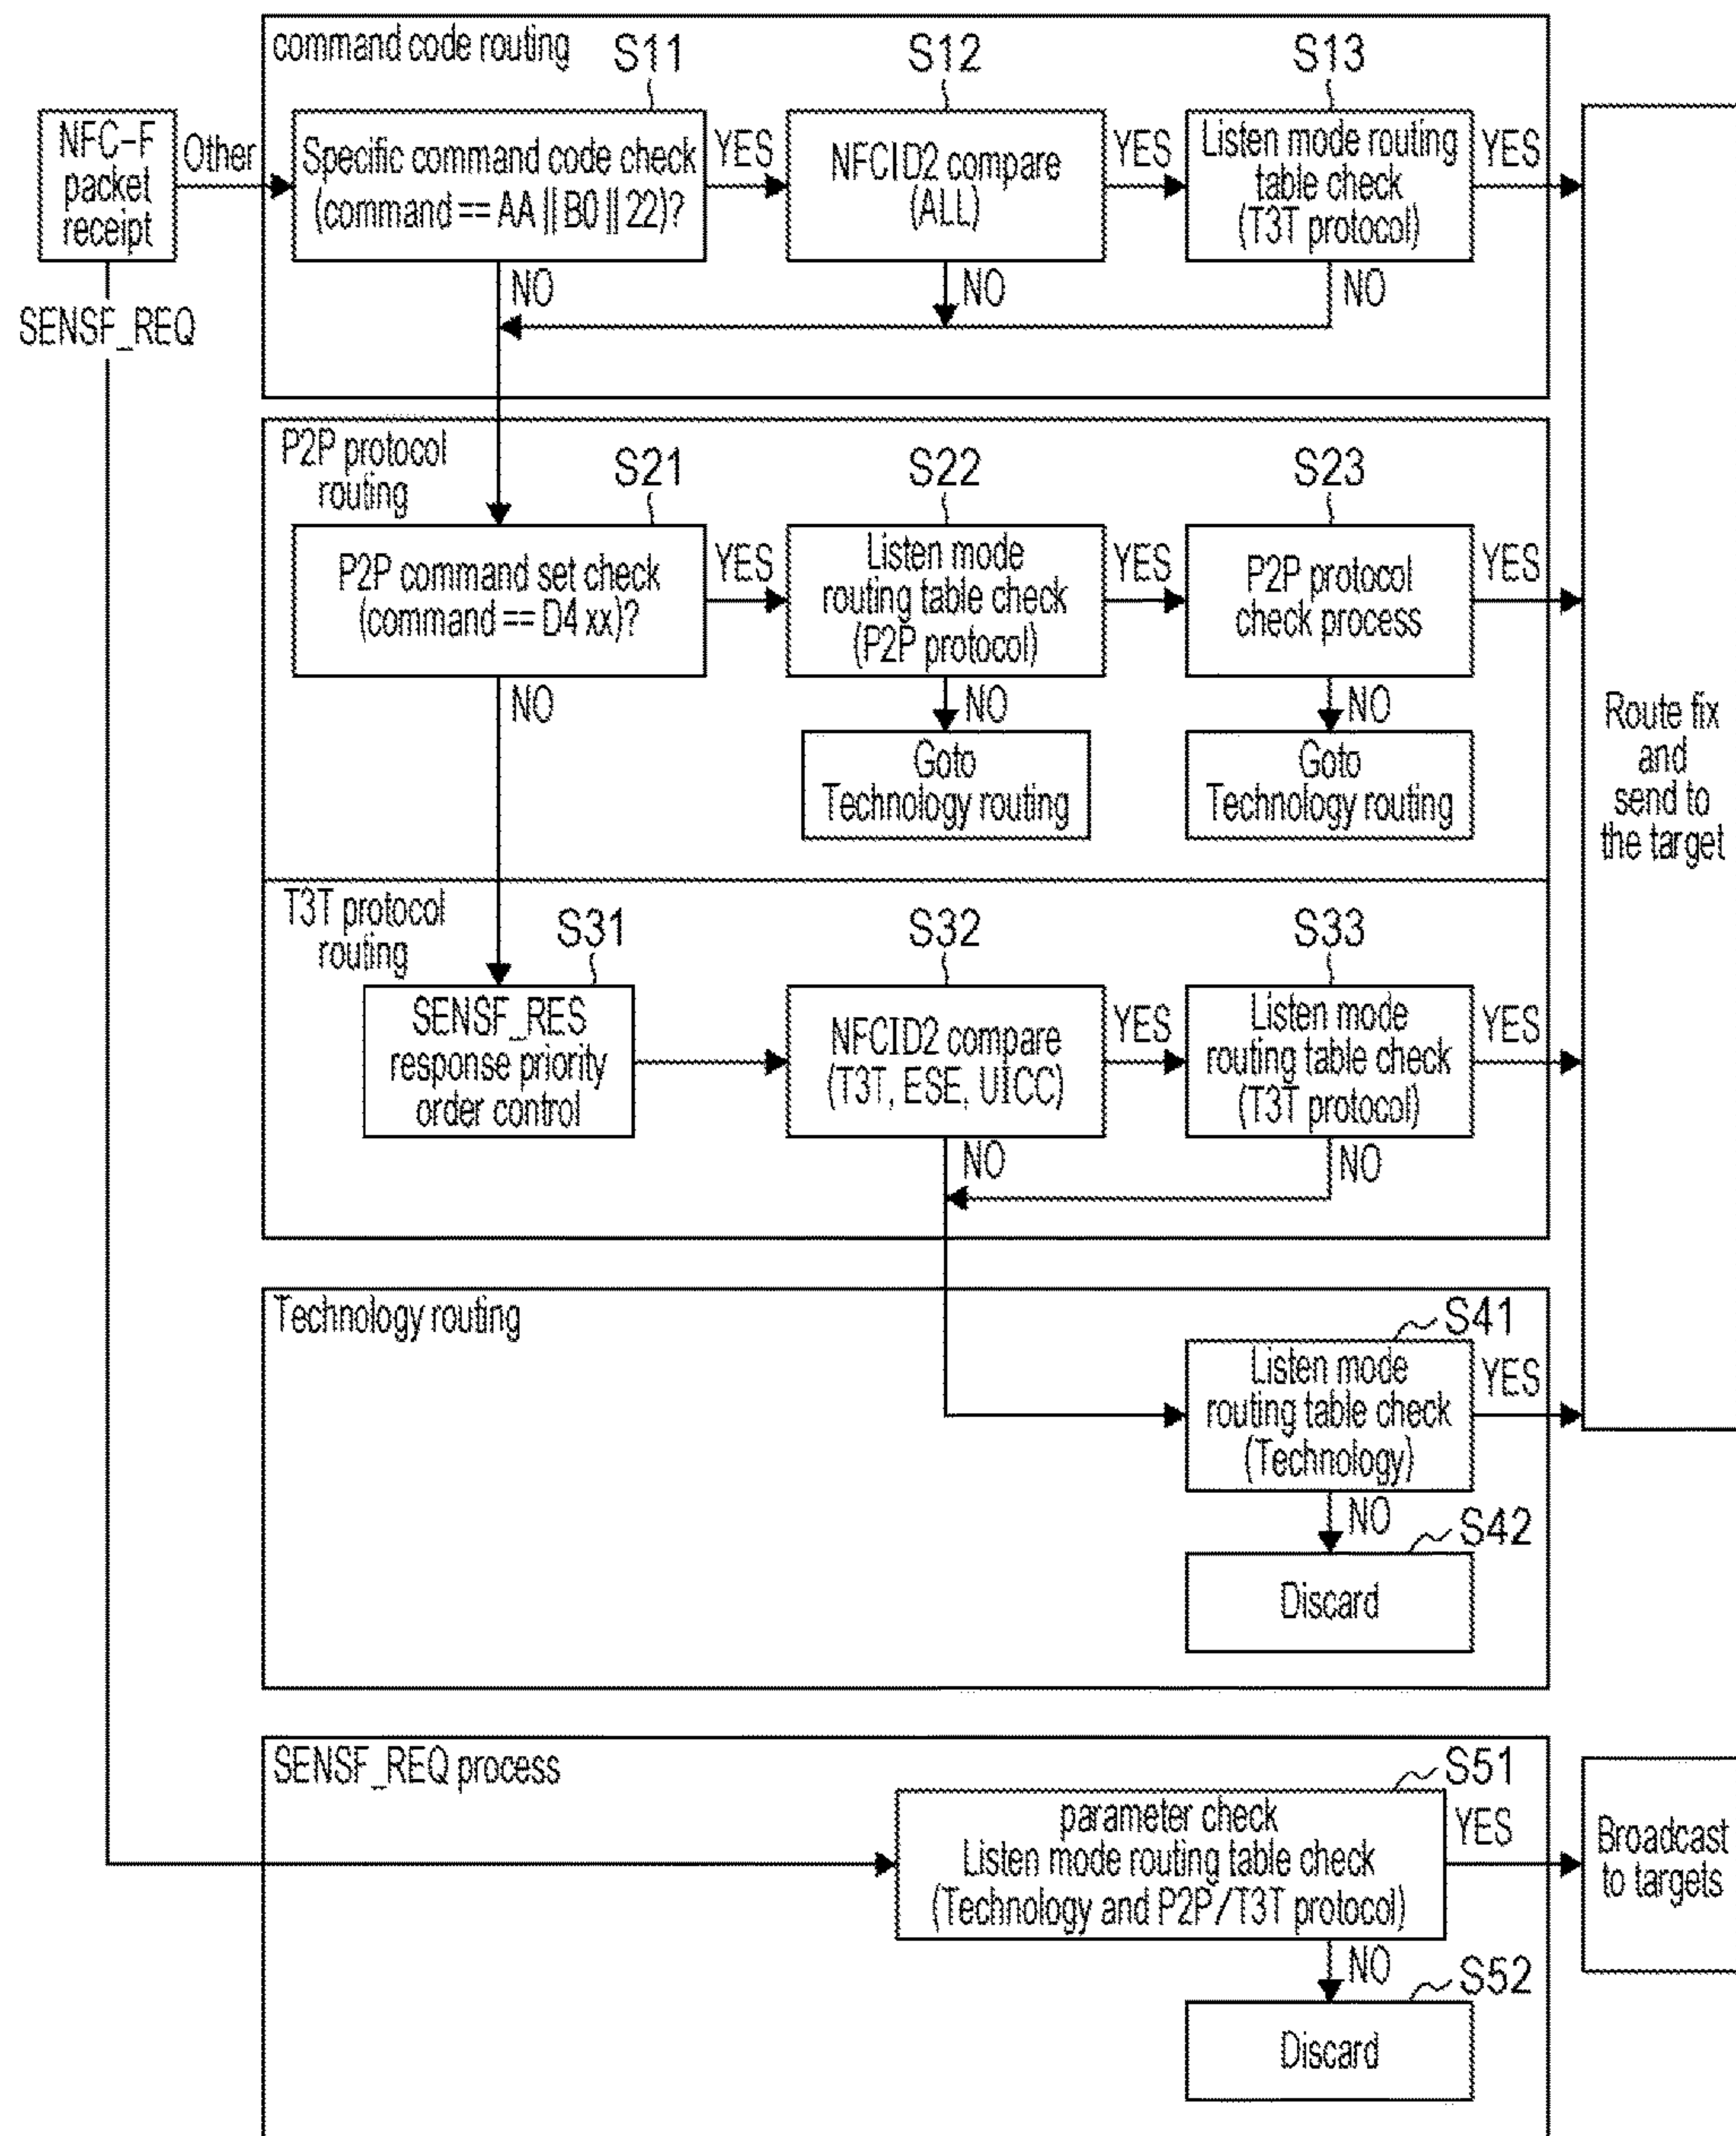 command code routing
S11
S12
S13
NFC-F
packet
receipt
Other
Specific command code check
(command == AA || B0 || 22)?
YES
NFCID2 compare
(ALL)
YES
Listen mode routing
table check
(T3T protocol)
YES
NO
NO
NO
SENSF_REQ
P2P protocol
routing
S21
S22
S23
P2P command set check
(command == D4 xx)?
YES
Listen mode
routing table check
(P2P protocol)
YES
P2P protocol
check process
YES
NO
NO
NO
Goto
Technology routing
Goto
Technology routing
Route fix
and
send to
the target
T3T protocol
routing
S31
S32
S33
SENSF_RES
response priority
order control
NFCID2 compare
(T3T, ESE, UICC)
YES
Listen mode
routing table check
(T3T protocol)
YES
NO
NO
Technology routing
S41
Listen mode
routing table check
(Technology)
YES
NO
S42
Discard
SENSF_REQ process
S51
parameter check
Listen mode routing table check
(Technology and P2P/T3T protocol)
YES
Broadcast
to targets
NO
S52
Discard